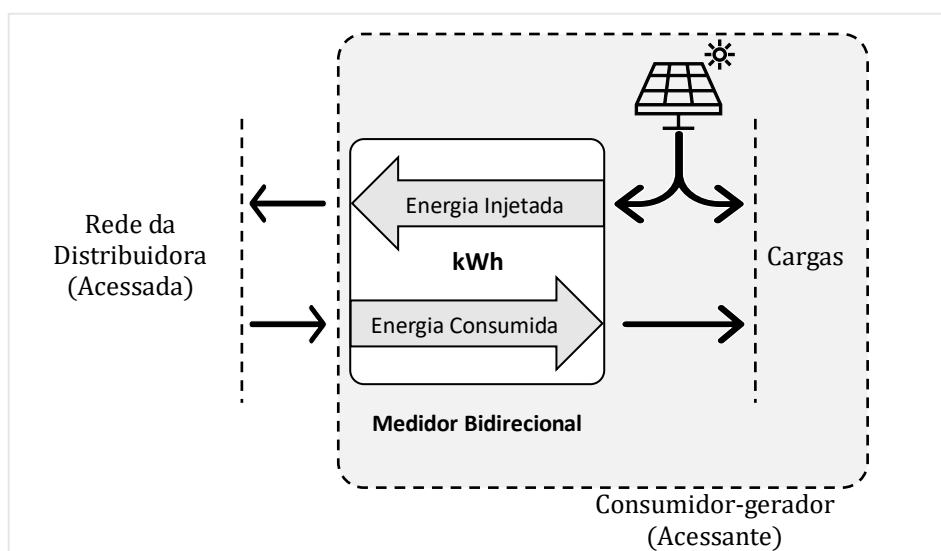 Rede da
Distribuidora
(Acessada)
Energia Injetada
kWh
Energia Consumida
Medidor Bidirecional
Cargas
Consumidor-gerador
(Acessante)